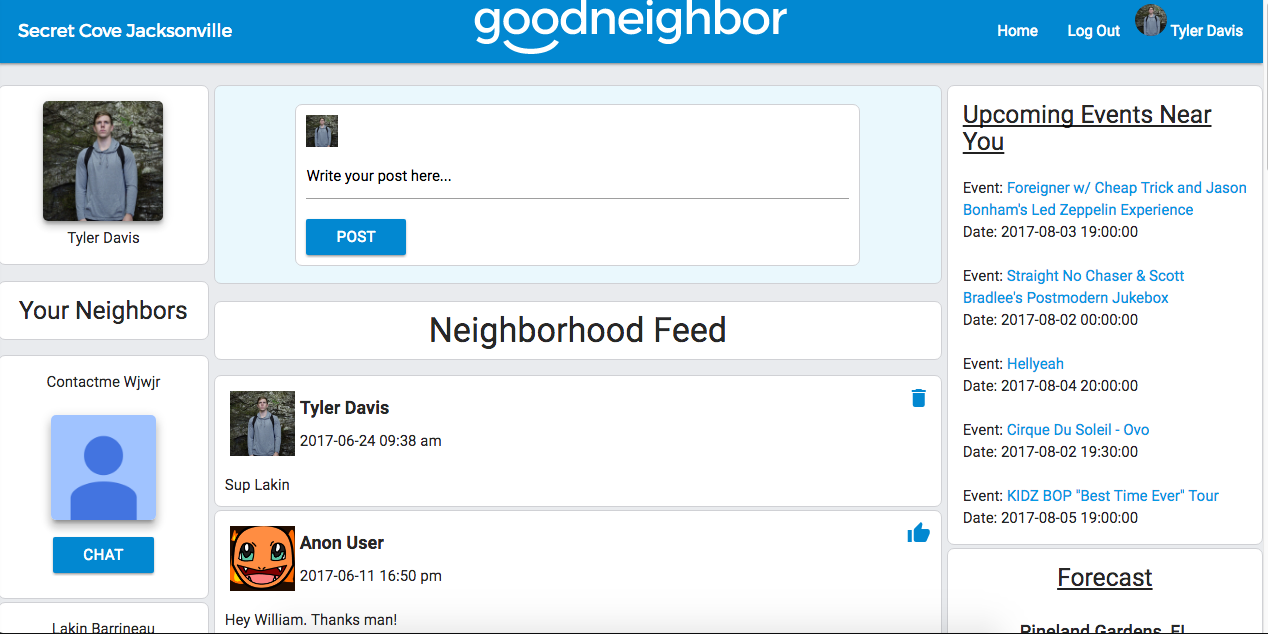 Secret Cove Jacksonville
goodneighbor
Home
Log Out
Tyler Davis
Tyler Davis
Your Neighbors
Contactme Wjwjr
CHAT
Lakin Barrineau
Write your post here...
POST
Neighborhood Feed
Tyler Davis
2017-06-24 09:38 am
Sup Lakin
Anon User
2017-06-11 16:50 pm
Hey William. Thanks man!
Upcoming Events Near
You
Event: Foreigner w/ Cheap Trick and Jason
Bonham's Led Zeppelin Experience
Date: 2017-08-03 19:00:00
Event: Straight No Chaser & Scott
Bradlee's Postmodern Jukebox
Date: 2017-08-02 00:00:00
Event: Hellyeah
Date: 2017-08-04 20:00:00
Event: Cirque Du Soleil - Ovo
Date: 2017-08-02 19:30:00
Event: KIDZ BOP "Best Time Ever" Tour
Date: 2017-08-05 19:00:00
Forecast
Pineland Gardens, FL